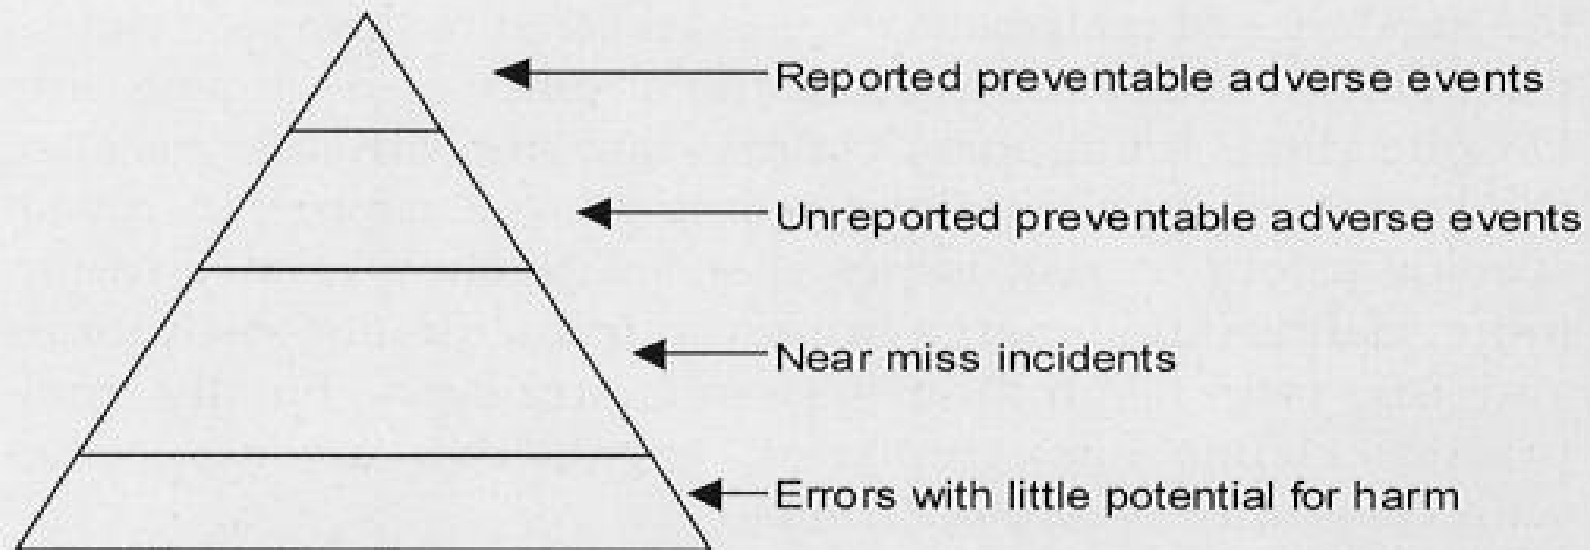 Reported preventable adverse events
Unreported preventable adverse events
Near miss incidents
Errors with little potential for harm